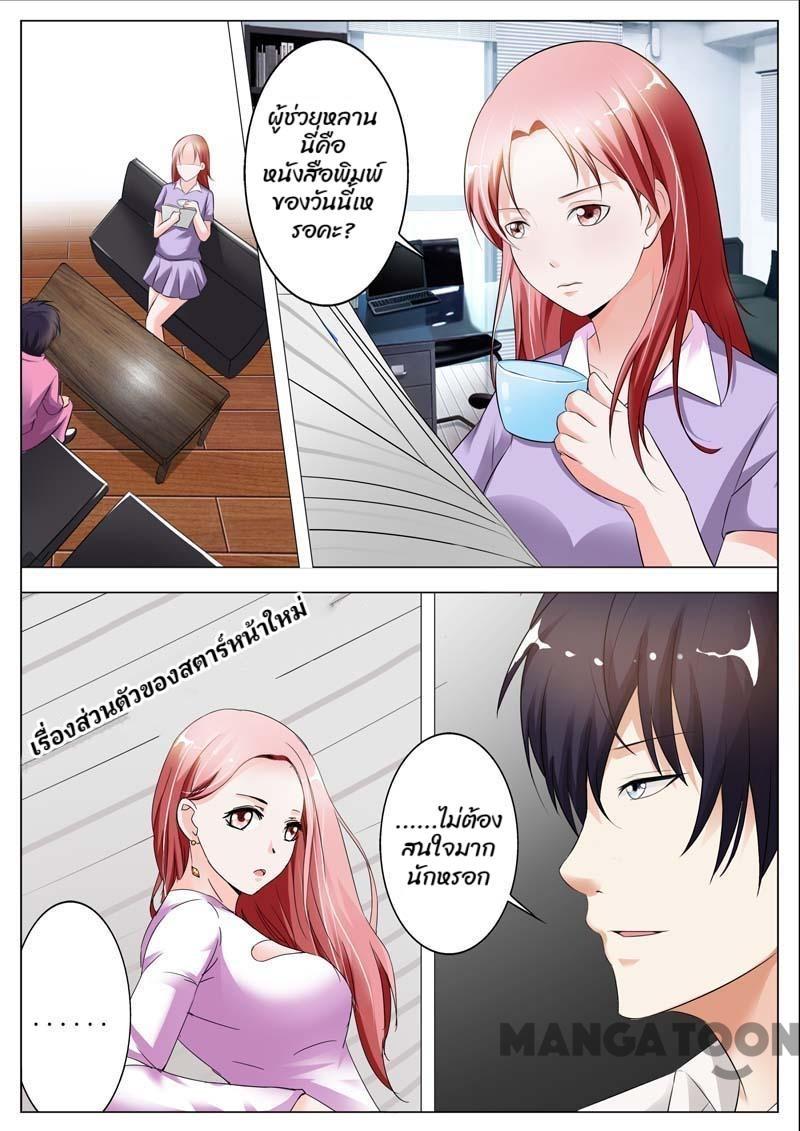 ผู้ช่วยหลาน
นี่คือ
หนังสือพิมพ์
ของวันนี้เห
รอคะ?
เรื่องส่วนตัวของสตาร์หน้าใหม่
......ไม่ต้อง
สนใจมาก
นักหรอก
......
MANGATOON